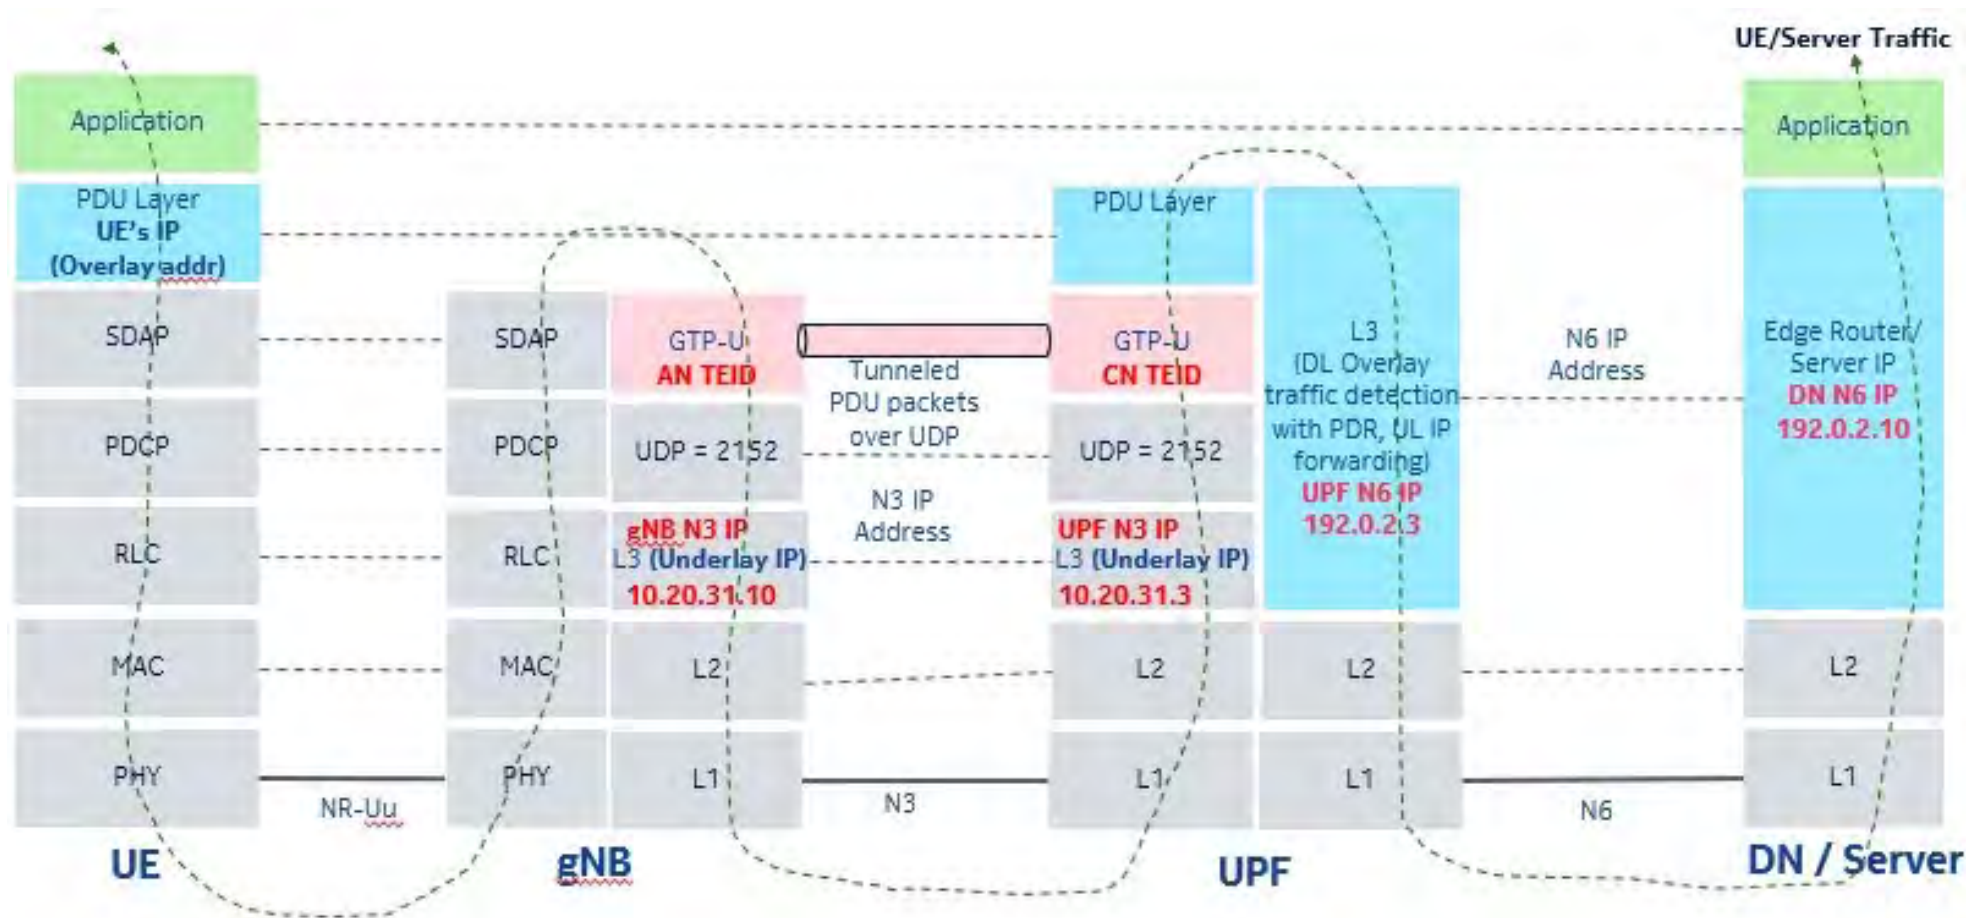 UE/Server Traffic
Application
PDU Layer
UE's IP
(Overlay addr)
SDAP
PDCP
RLC
MAC
PHY
UE
NR-Uu
SDAP
PDCP
RLC
MAC
PHY
GTP-U
AN TEID
UDP = 2152
gNB N3 IP
L3 (Underlay IP)
10.20.31.10
L2
L1
gNB
Tunneled
PDU packets
over UDP
N3 IP
Address
N3
PDU Layer
GTP-U
CN TEID
UDP = 2152
UPF N3 IP
L3 (Underlay IP)
10.20.31.3
L2
L1
L3
(DL Overlay
traffic detection
with PDR, UL IP
forwarding)
UPF N6 IP
192.0.2.3
L2
L1
UPF
N6 IP
Address
N6
Application
Edge Router/
Server IP
DN N6 IP
192.0.2.10
L2
L1
DN / Server